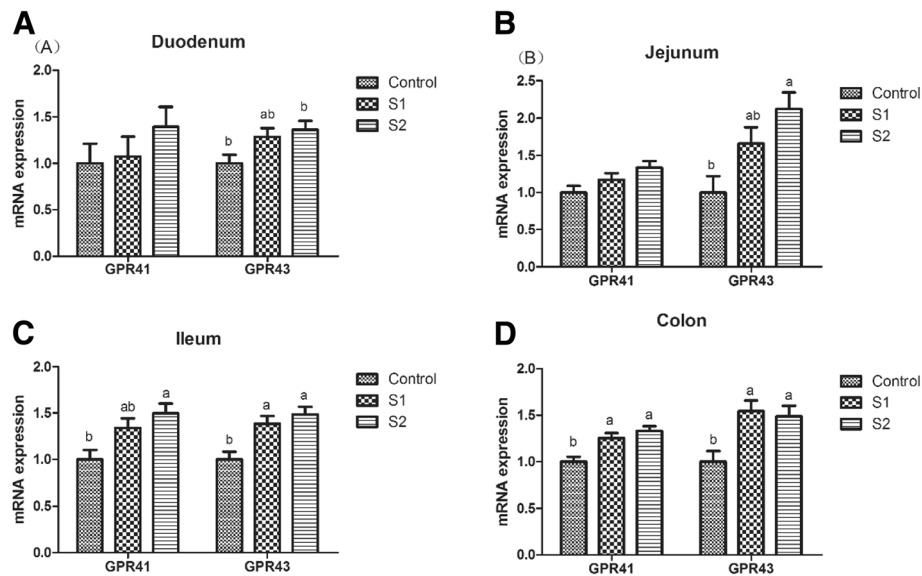 A
(A)
Duodenum
mRNA expression
2.0
1.5
1.0
0.5
0.0
b
ab
b
GPR41
GPR43
Control
S1
S2
B
(B)
Jejunum
mRNA expression
2.5
2.0
1.5
1.0
0.5
0.0
b
ab
a
GPR41
GPR43
Control
S1
S2
C
Ileum
mRNA expression
2.0
1.5
1.0
0.5
0.0
b
ab
a
b
a
a
GPR41
GPR43
Control
S1
S2
D
Colon
mRNA expression
2.0
1.5
1.0
0.5
0.0
b
a
a
b
a
a
GPR41
GPR43
Control
S1
S2